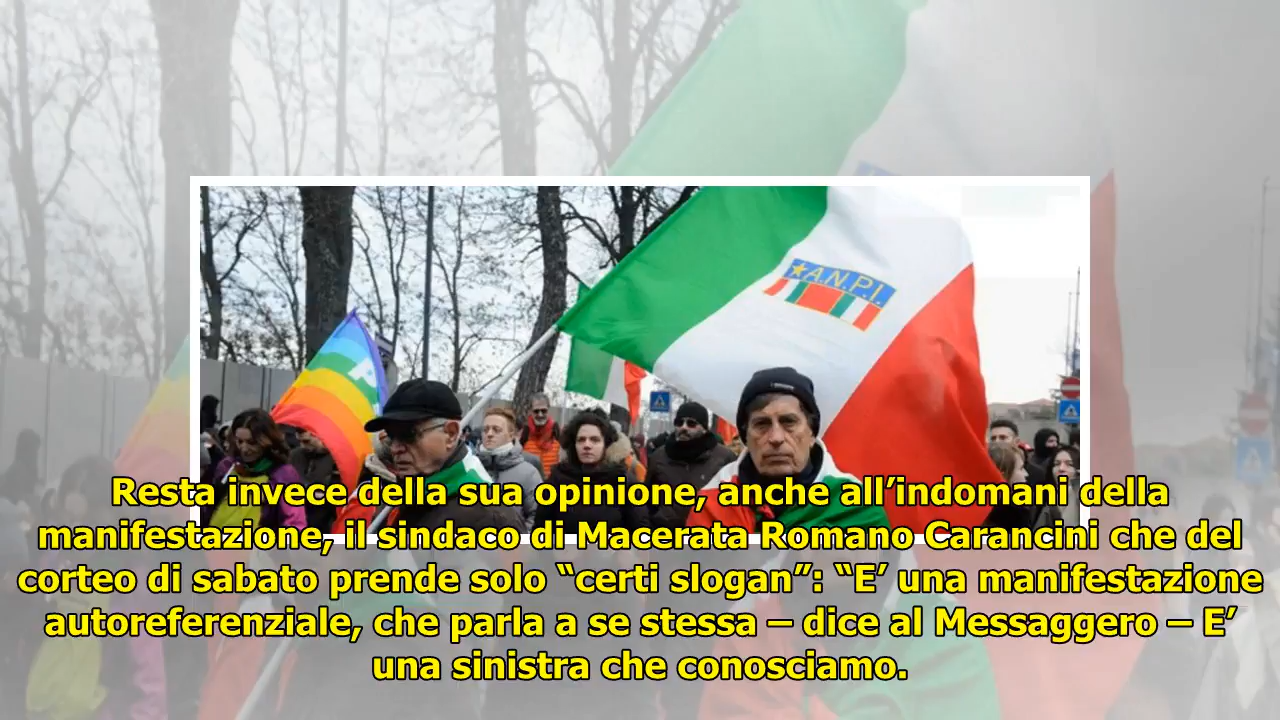 A.N.P.I.
Resta invece della sua opinione, anche all’indomani della
manifestazione, il sindaco di Macerata Romano Carancini che del
corteo di sabato prende solo “certi slogan”: “E’ una manifestazione
autoreferenziale, che parla a se stessa – dice al Messaggero – E’
una sinistra che conosciamo.